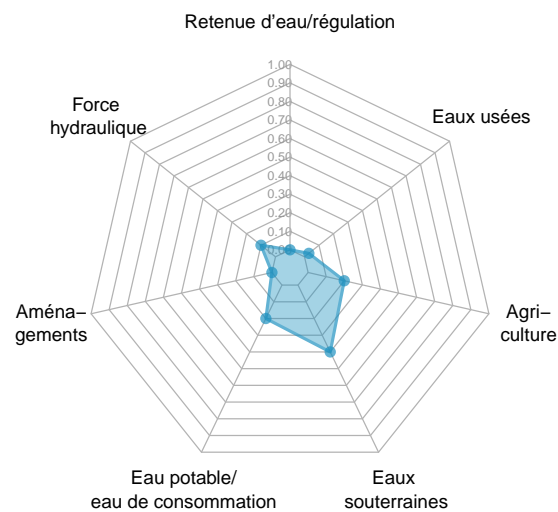 Retenue d'eau/régulation
1.00
0.90
0.80
0.70
0.60
0.50
0.40
0.30
0.20
0.10
0.0
Force
hydraulique
Eaux usées
Aména–
gements
Agri–
culture
Eau potable/
eau de consommation
Eaux
souterraines